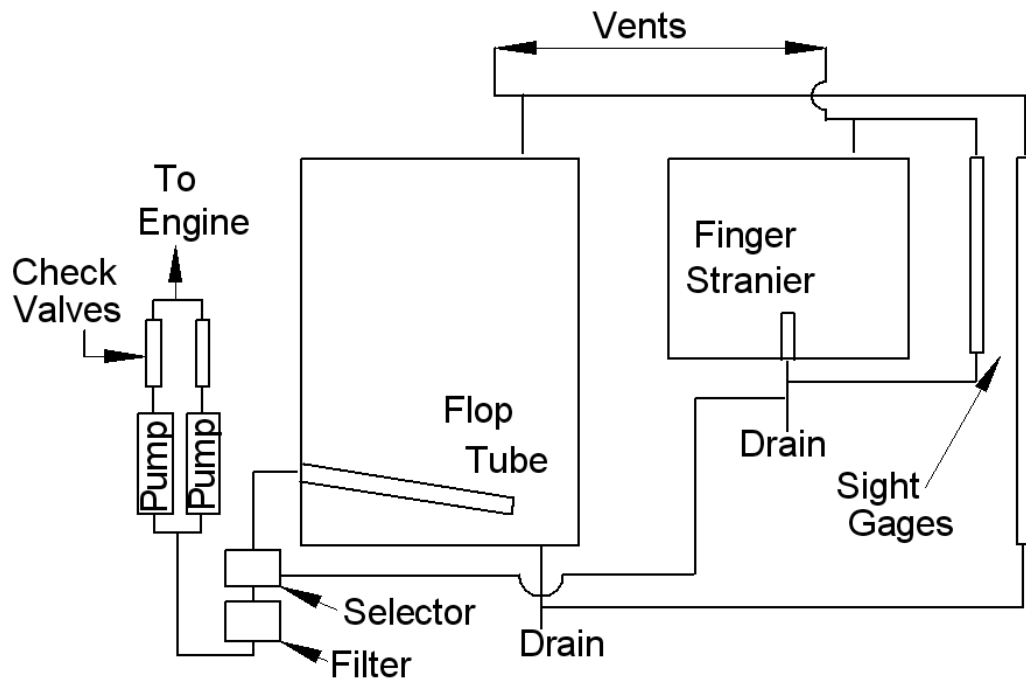 Vents
To
Engine
Check
Valves
Finger
Stranier
Flop
Tube
Pump
Pump
Drain
Sight
Gages
Selector
Filter
Drain